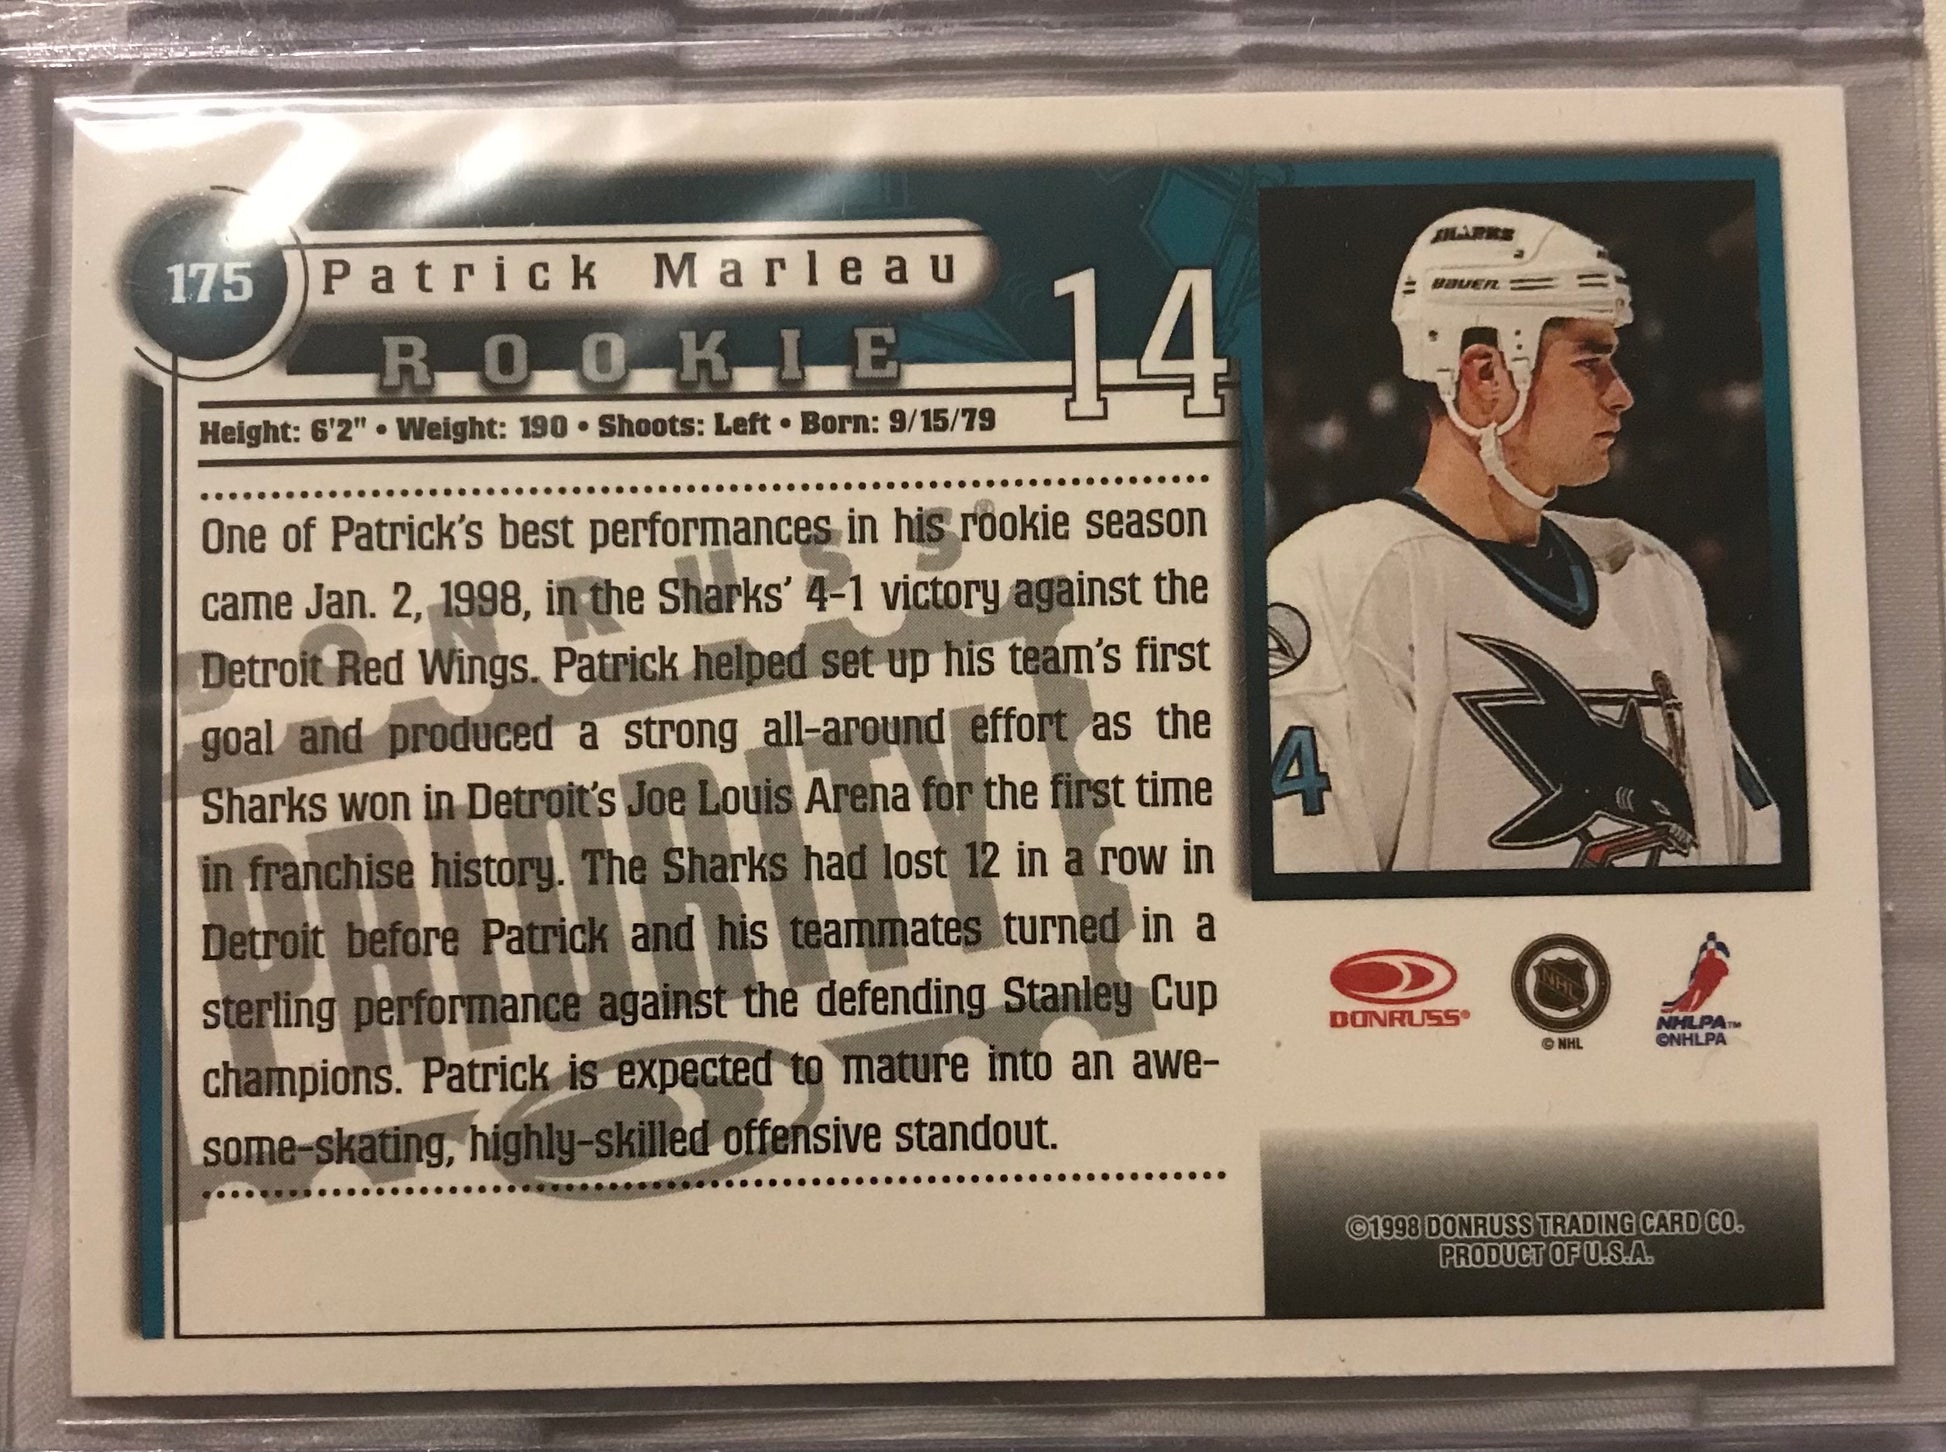 175
Patrick Marleau
ROOKIE
14
Height: 6'2" • Weight: 190 • Shoots: Left • Born: 9/15/79
One of Patrick's best performances in his rookie season
came Jan. 2, 1998, in the Sharks' 4-1 victory against the
Detroit Red Wings. Patrick helped set up his team's first
goal and produced a strong all-around effort as the
Sharks won in Detroit's Joe Louis Arena for the first time
in franchise history. The Sharks had lost 12 in a row in
Detroit before Patrick and his teammates turned in a
sterling performance against the defending Stanley Cup
champions. Patrick is expected to mature into an awe-
some-skating, highly-skilled offensive standout.
DONRUSS®
PRIORITY
SHARKS
BAUER
4
DONRUSS®
NHL
© NHL
NHLPA™
©NHLPA
©1998 DONRUSS TRADING CARD CO.
PRODUCT OF U.S.A.